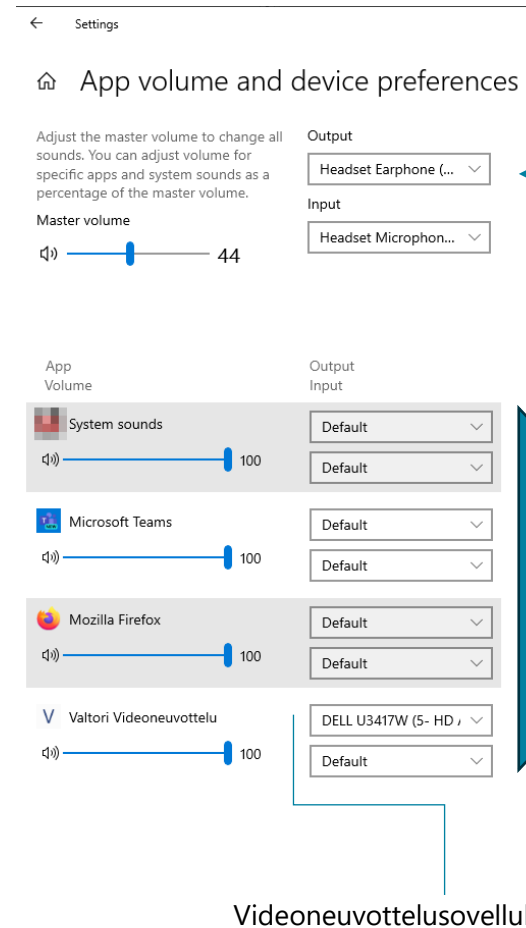 Settings
App volume and device preferences
Adjust the master volume to change all
sounds. You can adjust volume for
specific apps and system sounds as a
percentage of the master volume.
Master volume
44
Output
Headset Earphone (...
Input
Headset Microphon...
App
Volume
Output
Input
System sounds
100
Default
Default
Microsoft Teams
100
Default
Default
Mozilla Firefox
100
Default
Default
V Valtori Videoneuvottelu
100
DELL U3417W (5- HD
Default